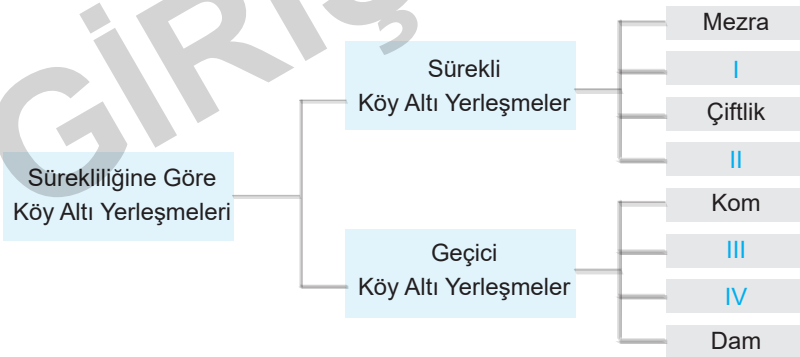 GİRİŞ
Sürekliliğine Göre
Köy Altı Yerleşmeleri
Sürekli
Köy Altı Yerleşmeler
Mezra
I
Çiftlik
II
Geçici
Köy Altı Yerleşmeler
Kom
III
IV
Dam